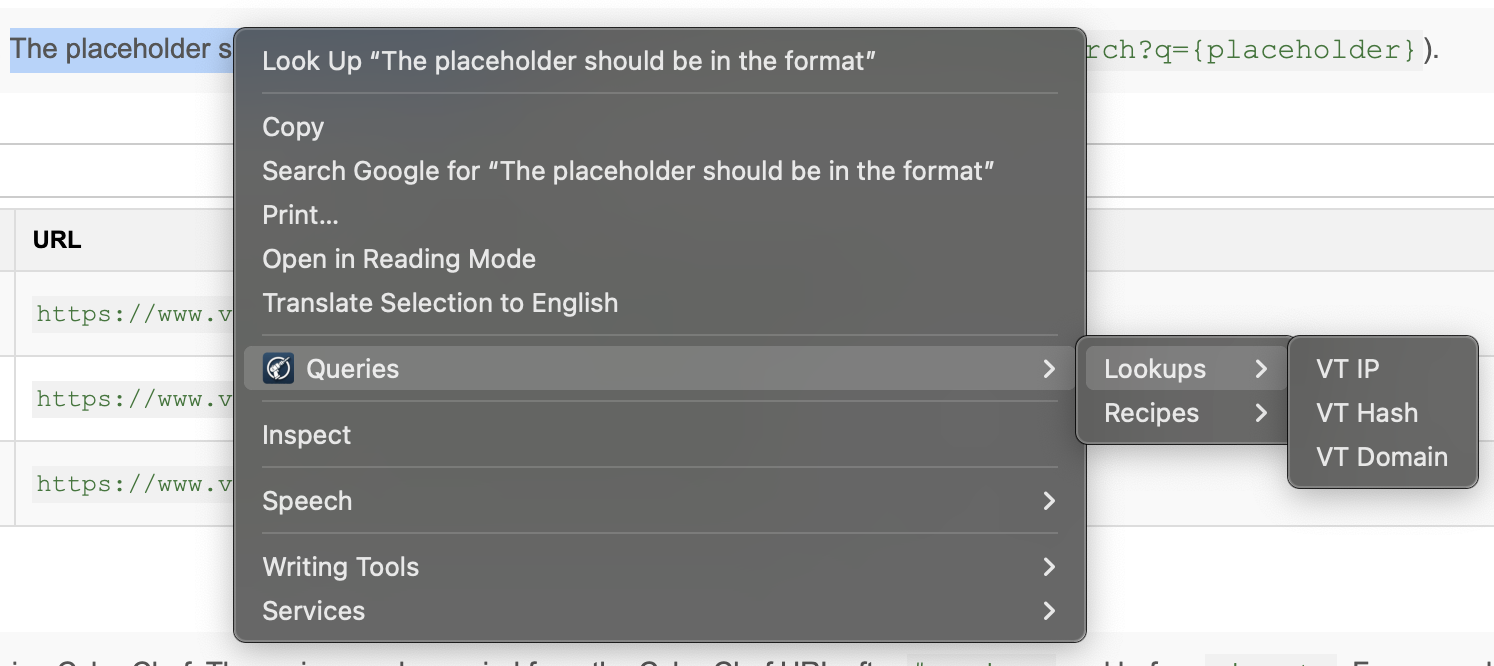 The placeholder s rch?q={placeholder}).
Look Up “The placeholder should be in the format”
Copy
Search Google for “The placeholder should be in the format”
Print...
Open in Reading Mode
Translate Selection to English
URL
https://www.v
https://www.v
https://www.v
Queries
Lookups
Recipes
VT IP
VT Hash
VT Domain
Inspect
Speech
Writing Tools
Services